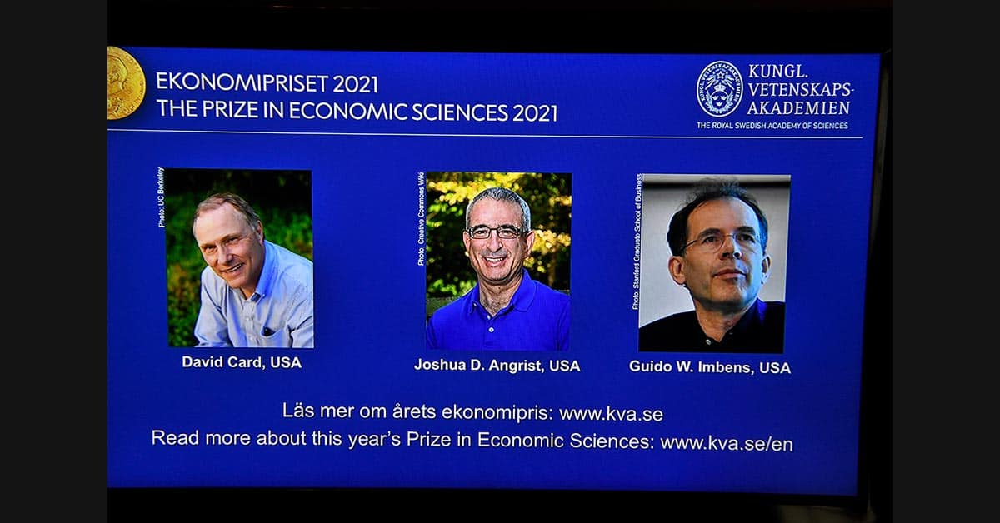 EKONOMIPRISET 2021
THE PRIZE IN ECONOMIC SCIENCES 2021
KUNGL.
VETENSKAPS-
AKADEMIEN
THE ROYAL SWEDISH ACADEMY OF SCIENCES
Photo: UC Berkeley
Photo: Creative Commons Wiki
Photo: Stanford Graduate School of Business
David Card, USA
Joshua D. Angrist, USA
Guido W. Imbens, USA
Läs mer om årets ekonomipris: www.kva.se
Read more about this year’s Prize in Economic Sciences: www.kva.se/en